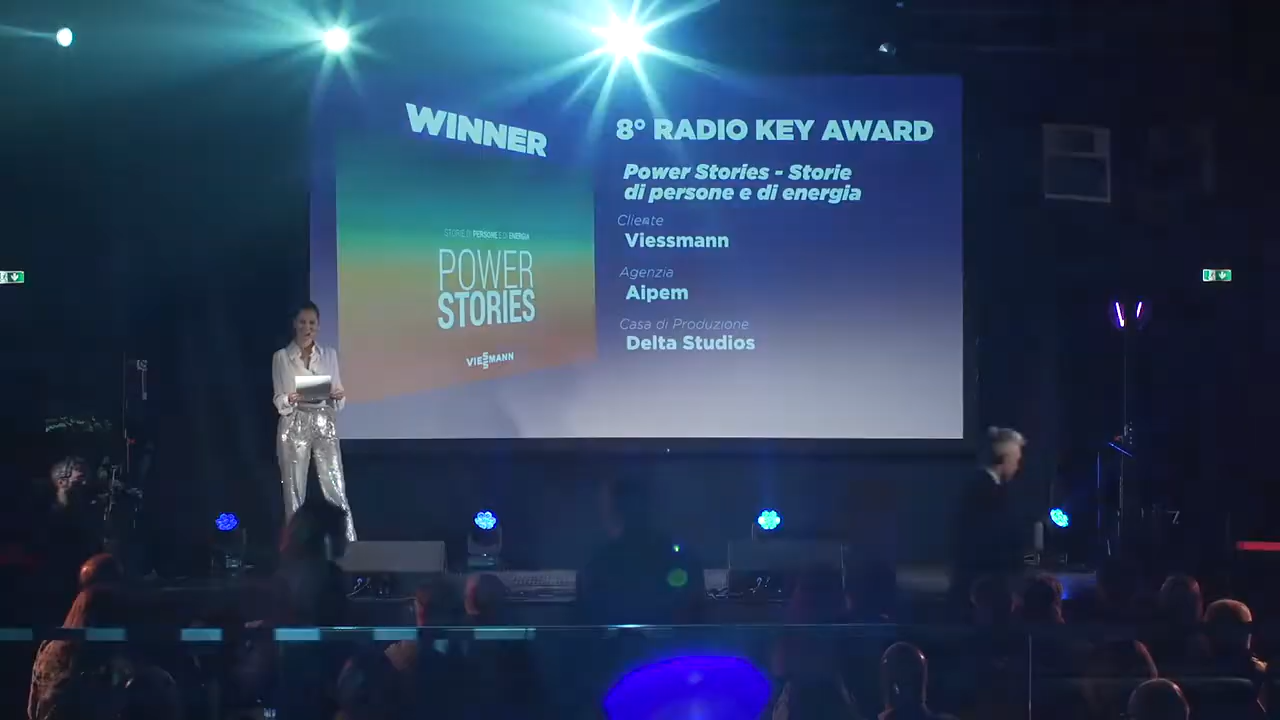 WINNER
STORIE DI PERSONE E DI ENERGIA
POWER
STORIES
VIESSMANN
8° RADIO KEY AWARD
Power Stories - Storie
di persone e di energia
Cliente
Viessmann
Agenzia
Aipem
Casa di Produzione
Delta Studios